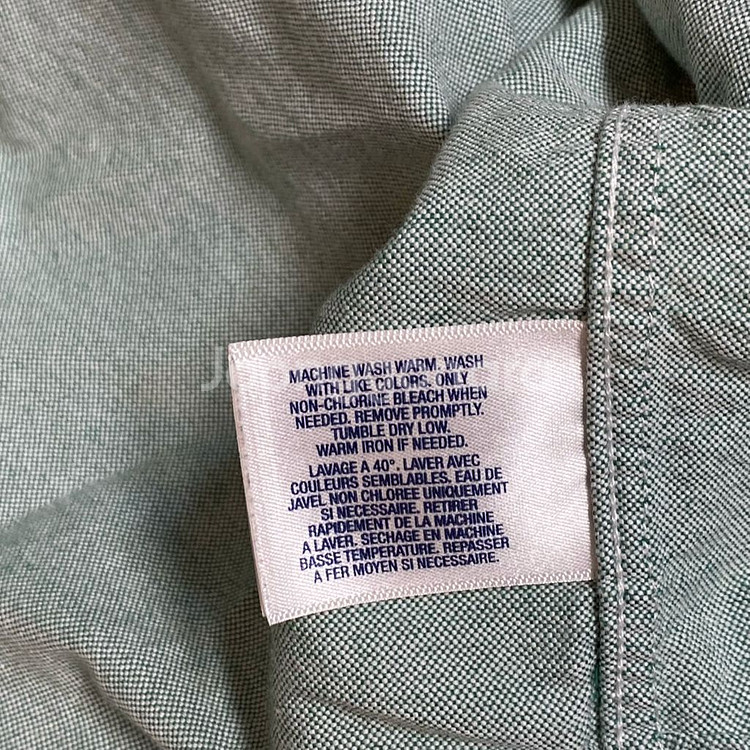 MACHINE WASH WARM. WASH
WITH LIKE COLORS. ONLY
NON-CHLORINE BLEACH WHEN
NEEDED. REMOVE PROMPTLY.
TUMBLE DRY LOW.
WARM IRON IF NEEDED.
LAVAGE A 40°. LAVER AVEC
COULEURS SEMBLABLES. EAU DE
JAVEL NON CHLOREE UNIQUEMENT
SI NECESSAIRE. RETIRER
RAPIDEMENT DE LA MACHINE
A LAVER. SECHAGE EN MACHINE
BASSE TEMPERATURE. REPASSER
A FER MOYEN SI NECESSAIRE.